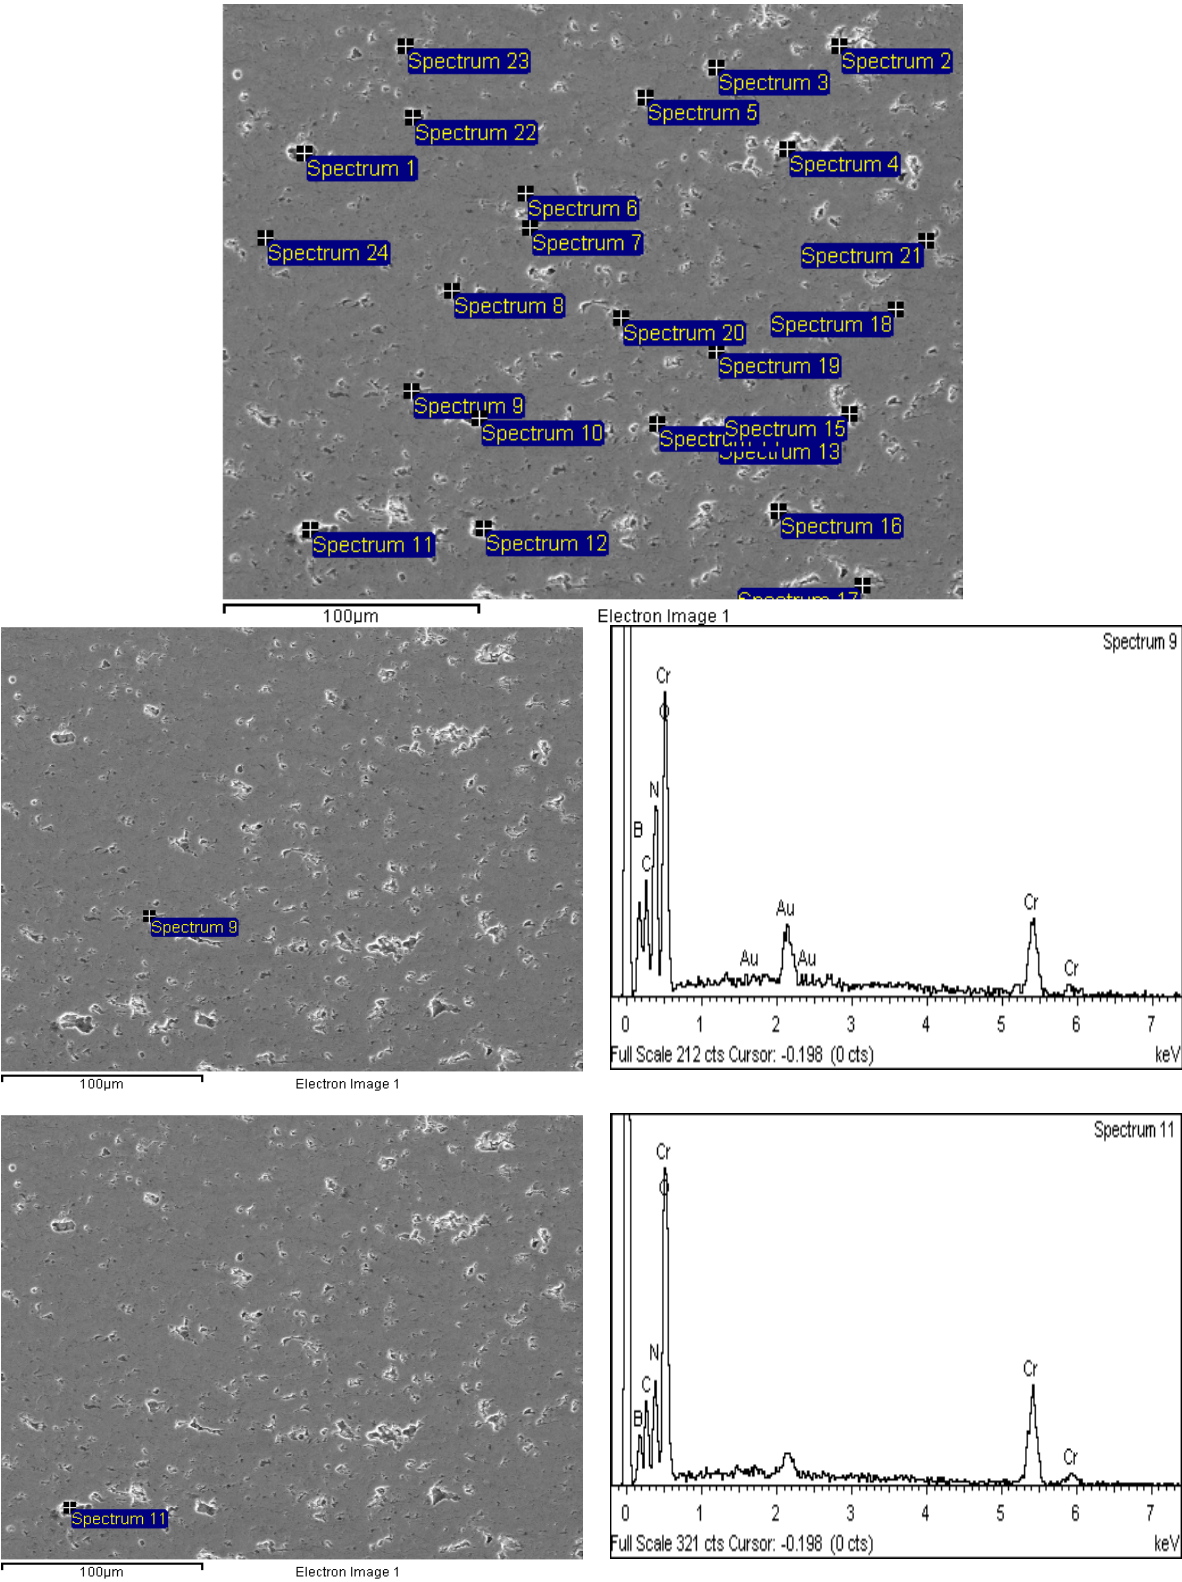 Spectrum 23
Spectrum 2
Spectrum 3
Spectrum 5
Spectrum 22
Spectrum 4
Spectrum 1
Spectrum 6
Spectrum 7
Spectrum 24
Spectrum 21
Spectrum 8
Spectrum 18
Spectrum 20
Spectrum 19
Spectrum 9
Spectrum 10
Spectrum 15
Spectrum 13
Spectrum 16
Spectrum 11
Spectrum 12
Spectrum 17
100µm
Electron Image 1
Spectrum 9
100µm
Electron Image 1
Spectrum 9
Cr
O
N
B
C
Au
Au
Au
Cr
Cr
0 1 2 3 4 5 6 7
Full Scale 212 cts Cursor: -0.198 (0 cts)
keV
Spectrum 11
100µm
Electron Image 1
Spectrum 11
Cr
O
N
C
B
Cr
Cr
0 1 2 3 4 5 6 7
Full Scale 321 cts Cursor: -0.198 (0 cts)
keV